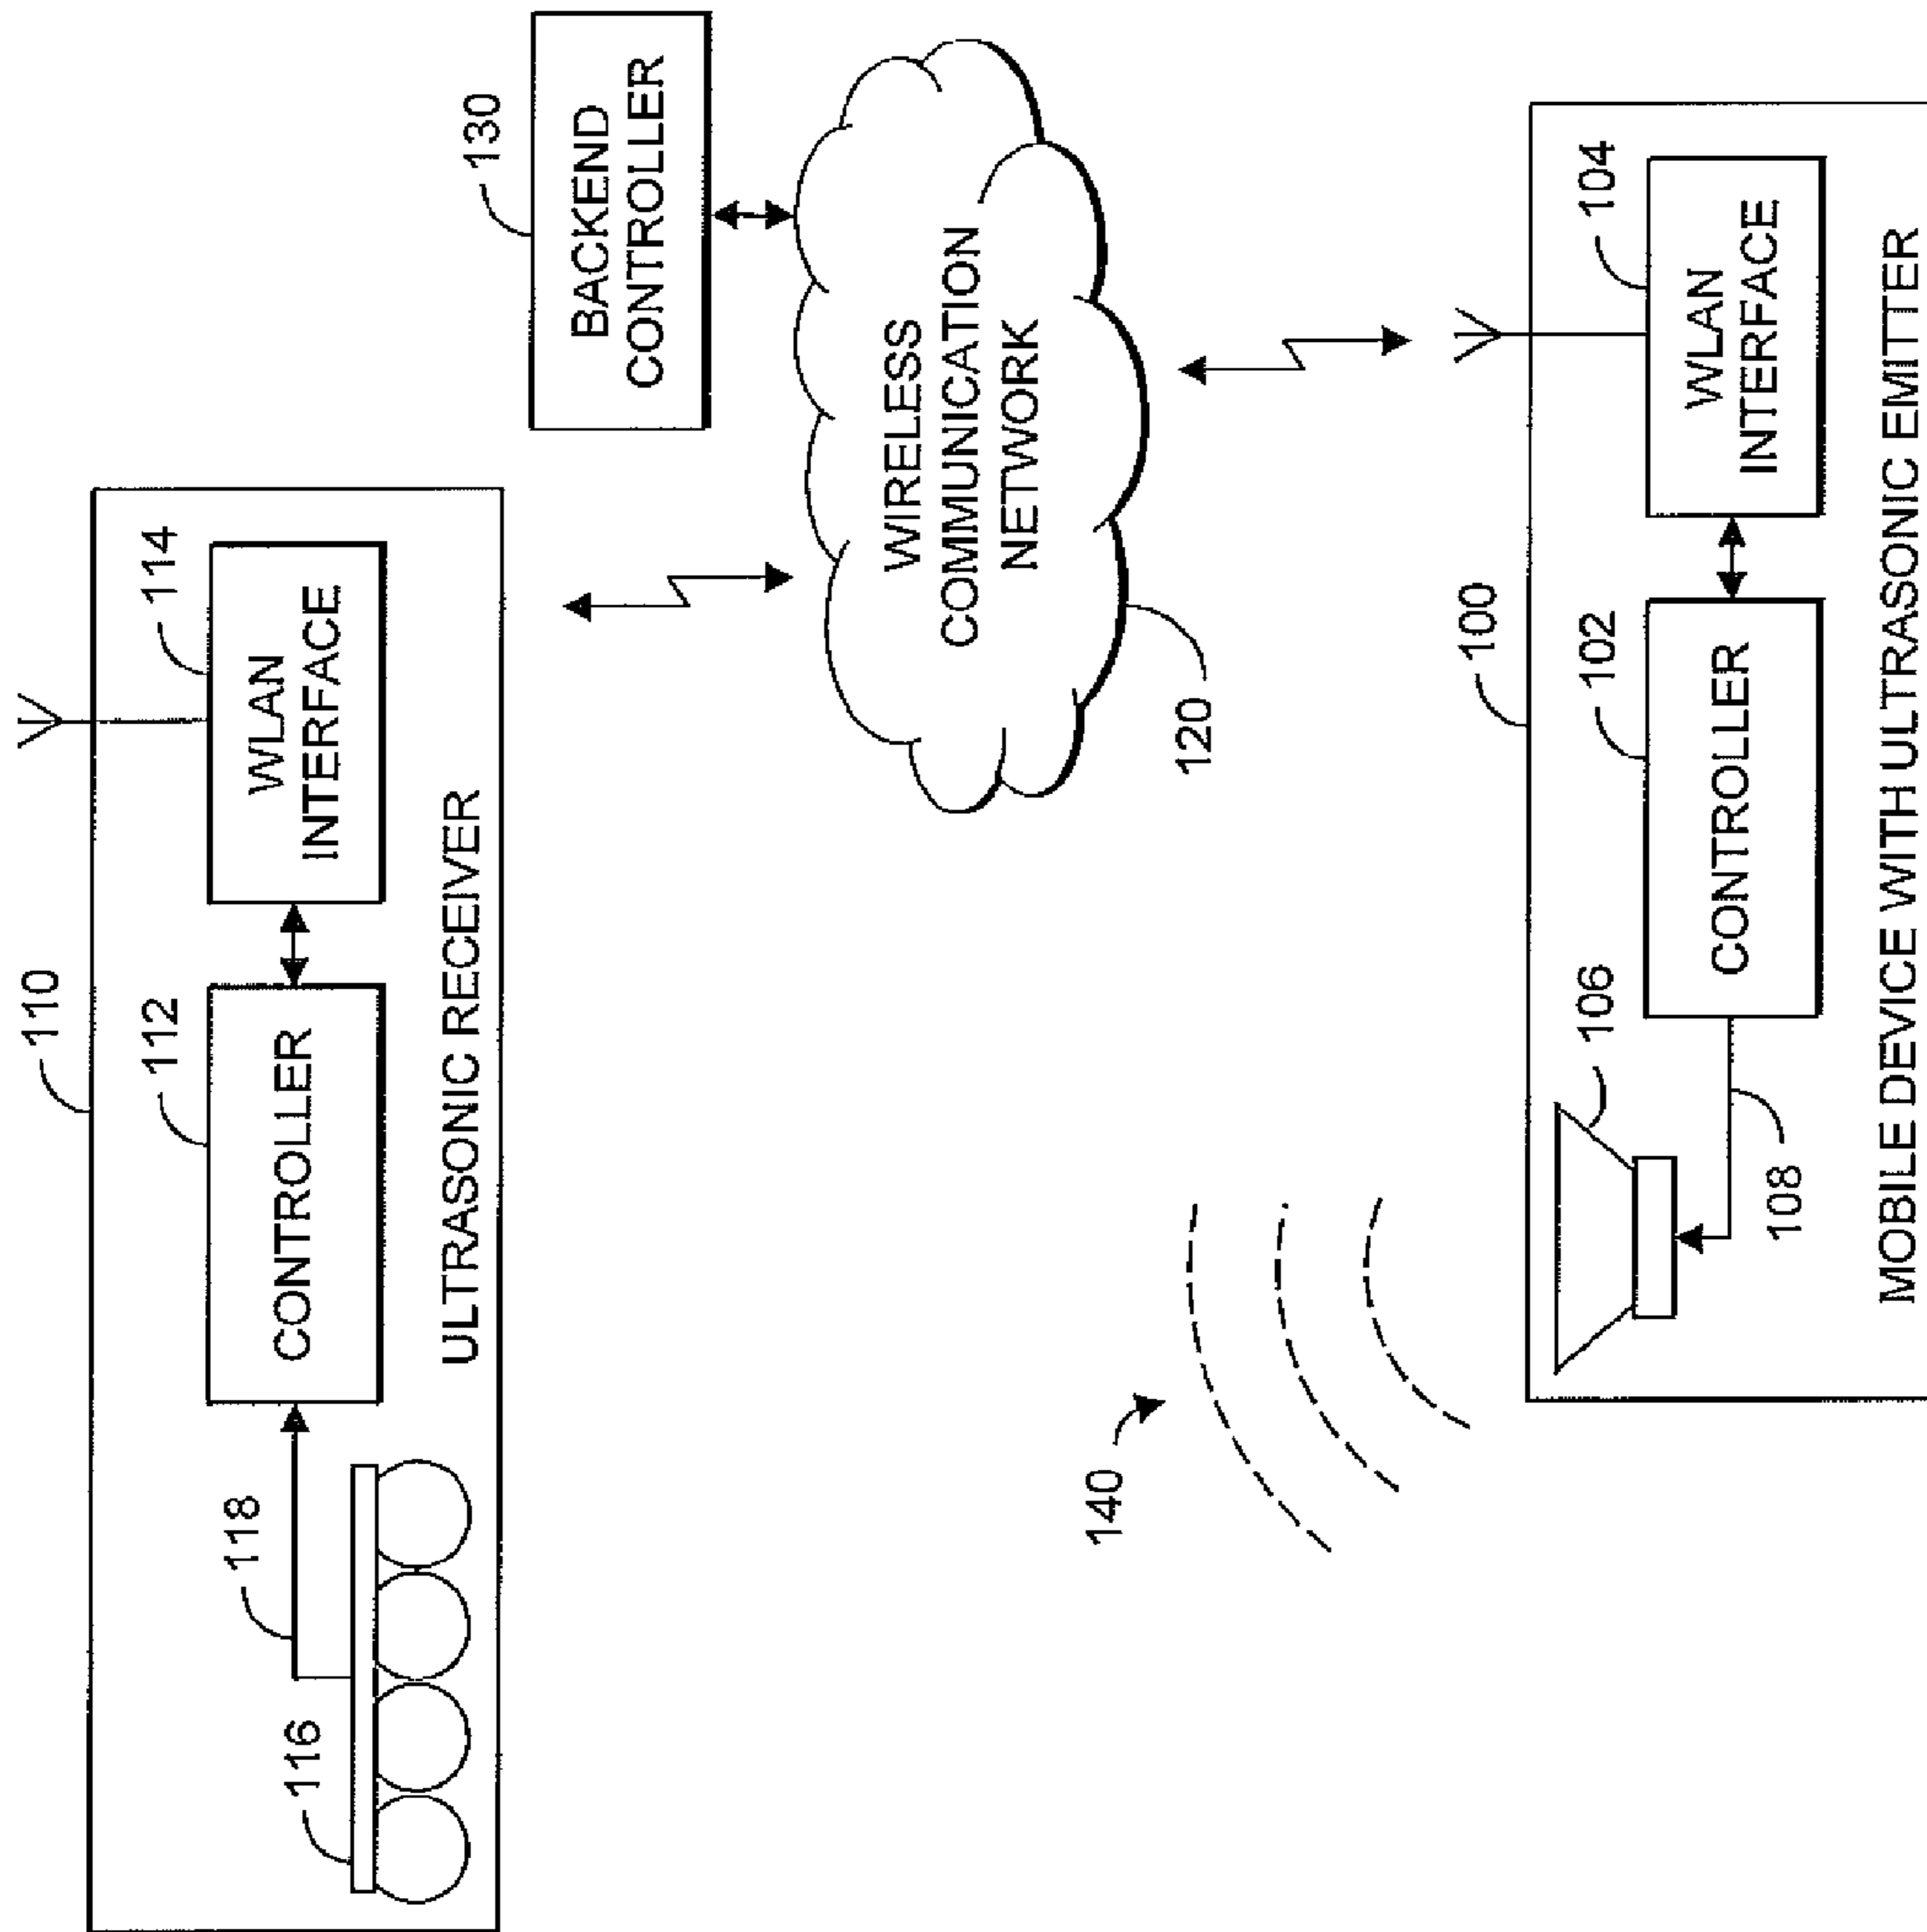 110
112
114
CONTROLLER
WLAN
INTERFACE
118
116
ULTRASONIC RECEIVER
130
BACKEND
CONTROLLER
WIRELESS
COMMUNICATION
NETWORK
120
140
100
102
104
106
108
CONTROLLER
WLAN
INTERFACE
MOBILE DEVICE WITH ULTRASONIC EMITTER